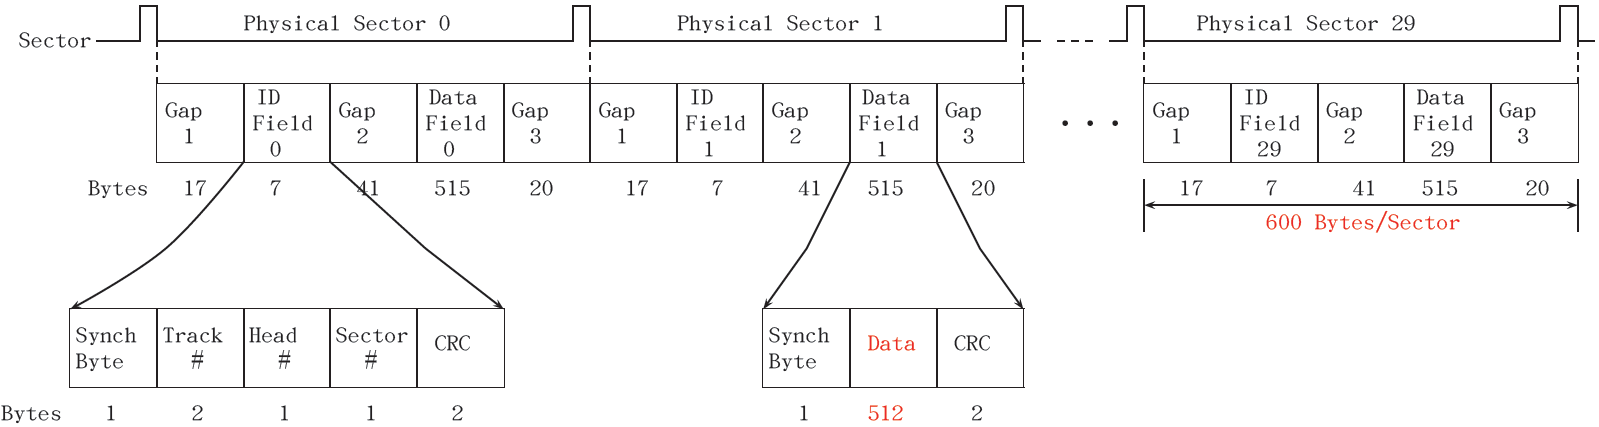 Physical Sector 0 Physical Sector 1 Physical Sector 29
Sector
Gap 1 ID Field 0 Gap 2 Data Field 0 Gap 3 Gap 1 ID Field 1 Gap 2 Data Field 1 Gap 3 ··· Gap 1 ID Field 29 Gap 2 Data Field 29 Gap 3
Bytes 17 7 41 515 20 17 7 41 515 20 17 7 41 515 20
600 Bytes/Sector
Synch Byte Track # Head # Sector # CRC Synch Byte Data CRC
Bytes 1 2 1 1 2 1 512 2